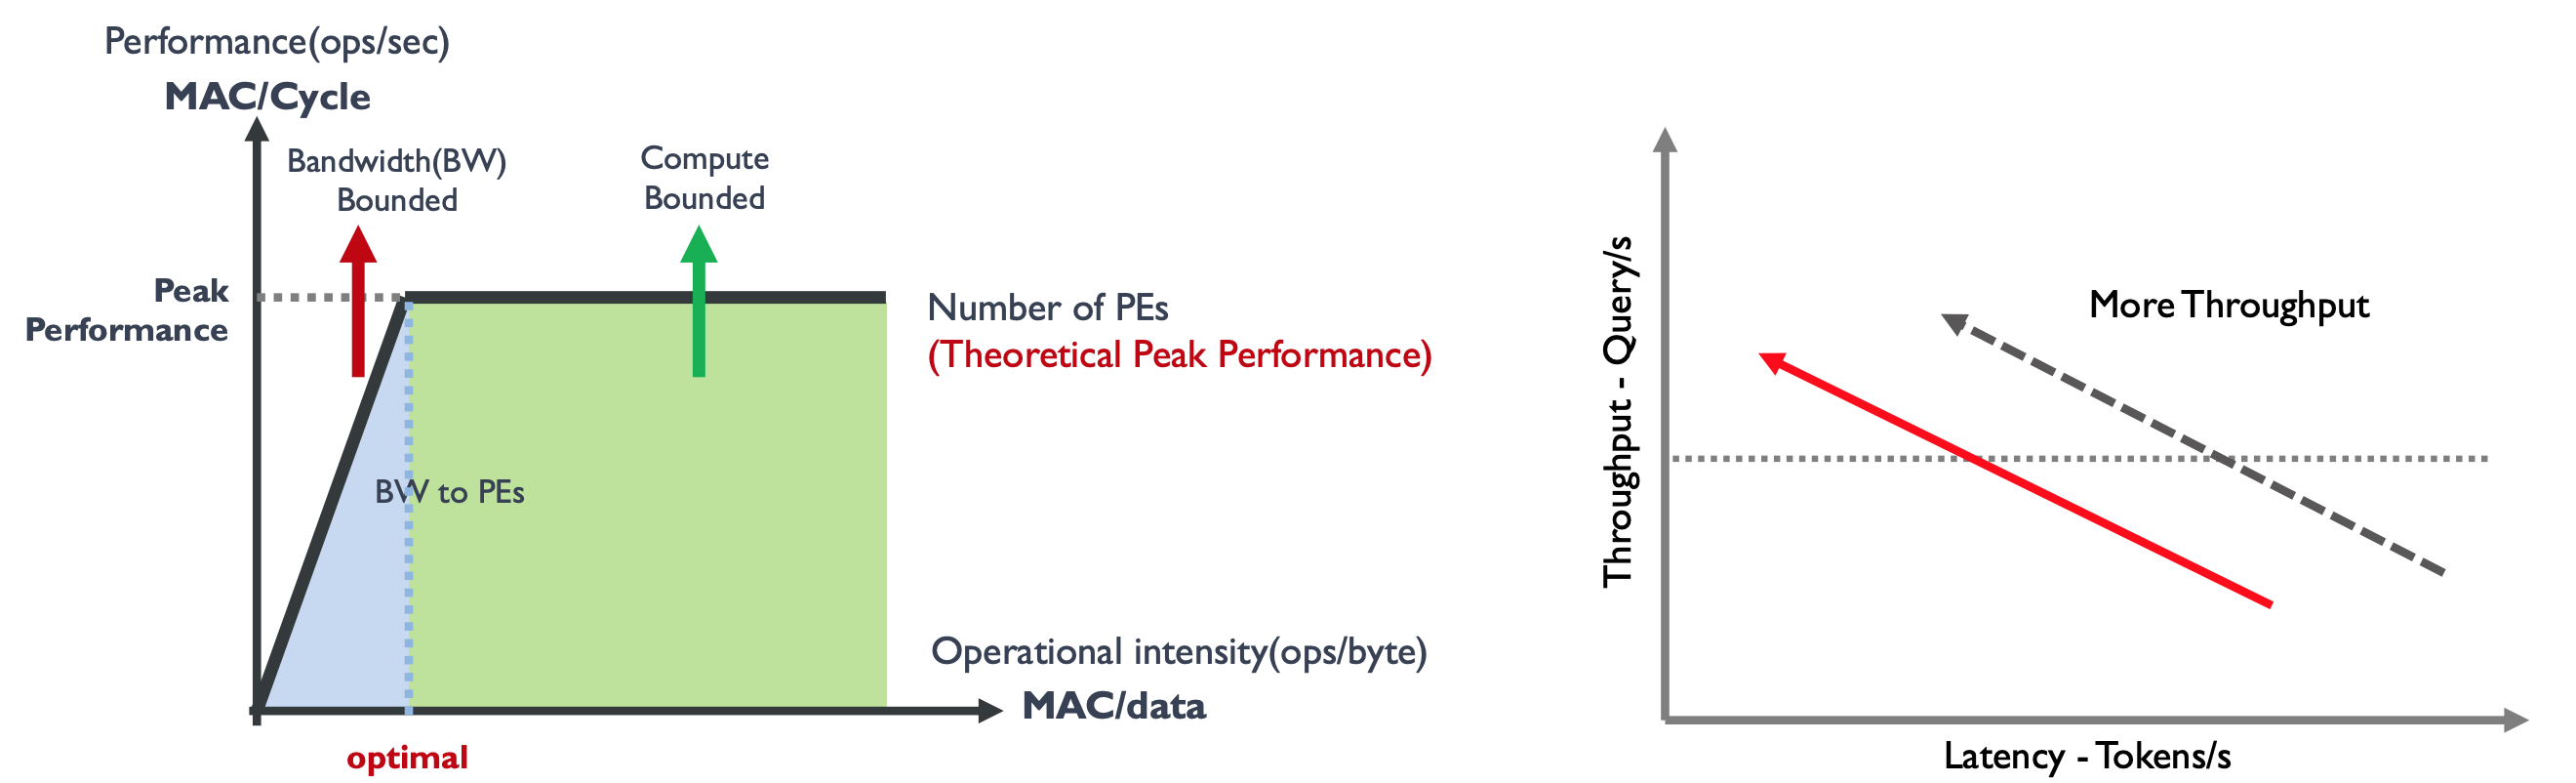 Performance(ops/sec)
MAC/Cycle
Bandwidth(BW)
Bounded
Compute
Bounded
Peak
Performance
Number of PEs
(Theoretical Peak Performance)
BW to PEs
Operational intensity(ops/byte)
MAC/data
optimal
Throughput - Query/s
More Throughput
Latency - Tokens/s